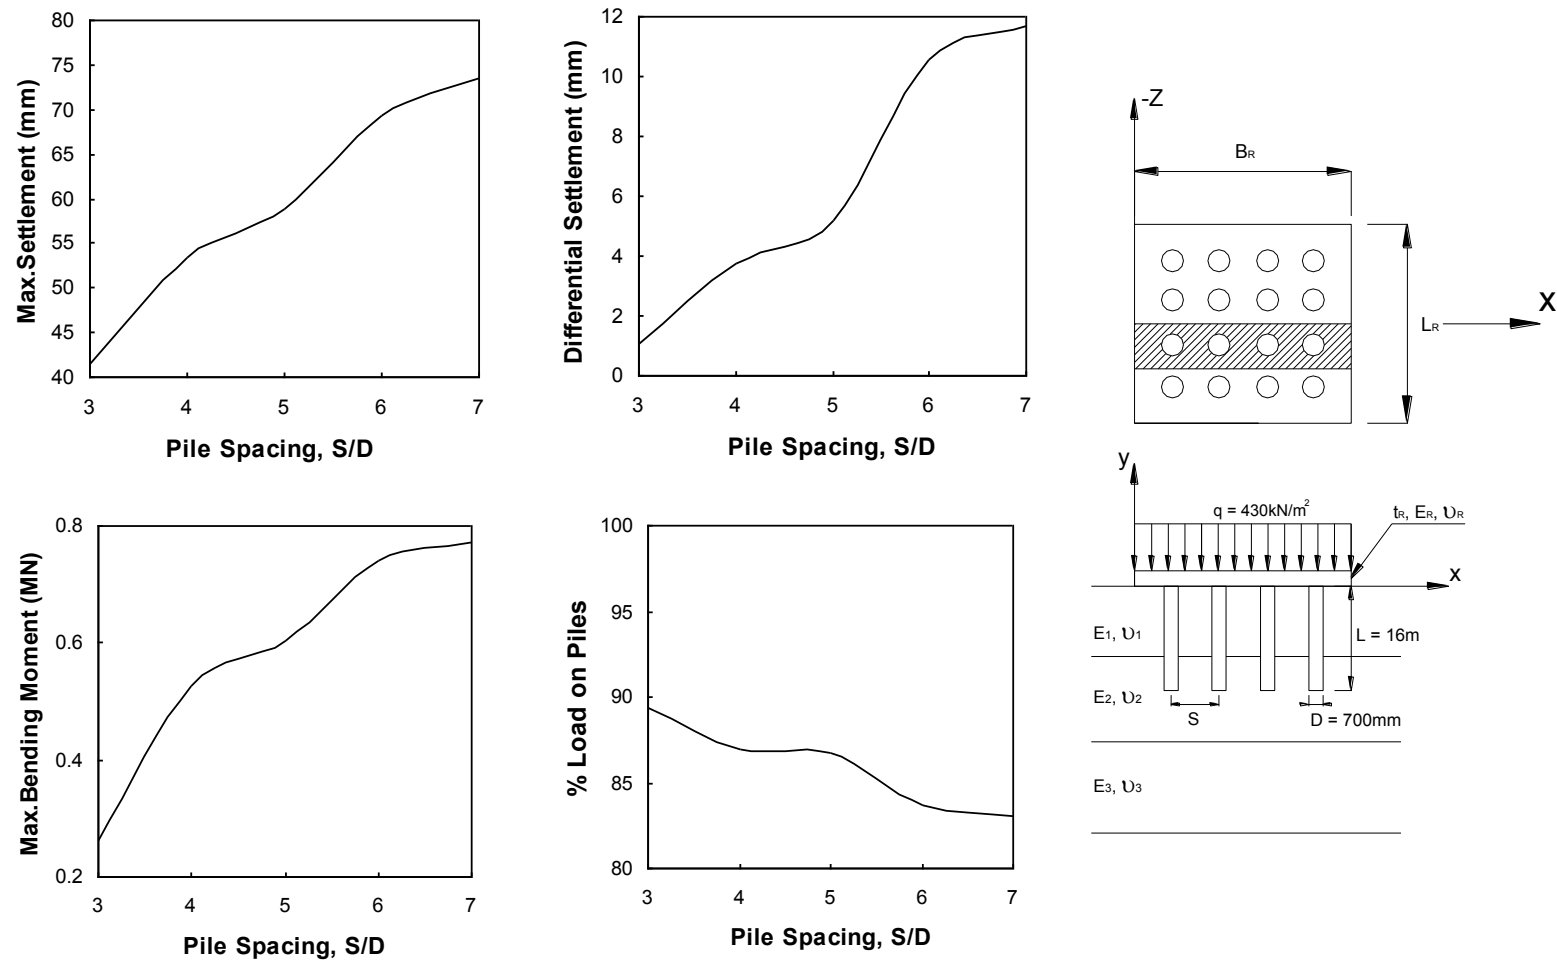 Max.Settlement (mm)
80
75
70
65
60
55
50
45
40
3 4 5 6 7
Pile Spacing, S/D
Differential Settlement (mm)
12
10
8
6
4
2
0
3 4 5 6 7
Pile Spacing, S/D
Max.Bending Moment (MN)
0.8
0.6
0.4
0.2
3 4 5 6 7
Pile Spacing, S/D
% Load on Piles
100
95
90
85
80
3 4 5 6 7
Pile Spacing, S/D
-Z
BR
X
LR
y
q = 430kN/m²
tR, ER, υR
x
E1, υ1
L = 16m
E2, υ2
S
D = 700mm
E3, υ3